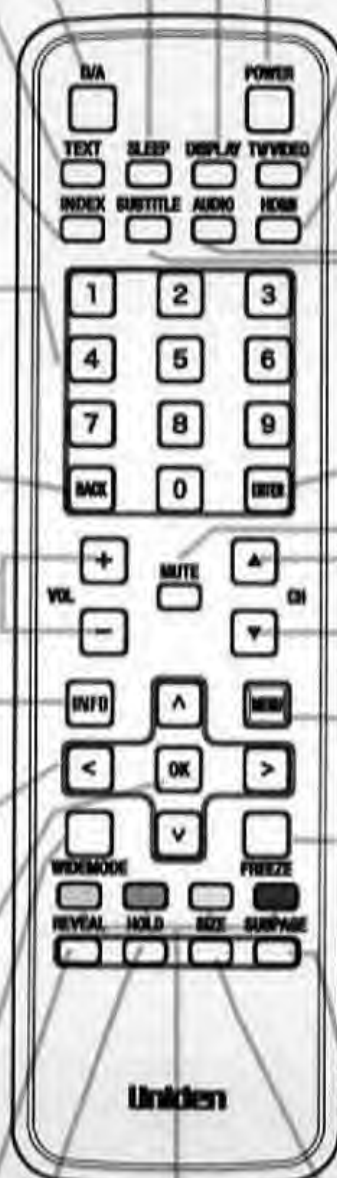 D/A POWER
TEXT SLEEP DISPLAY TV/VIDEO
INDEX SUBTITLE AUDIO HDMI
1 2 3
4 5 6
7 8 9
BACK 0 ENTER
+ MUTE ▲
VOL CH
- ▼
INFO ^ MENU
< OK >
v
WIDEMODE FREEZE
REVEAL HOLD SIZE SUBPAGE
Uniden